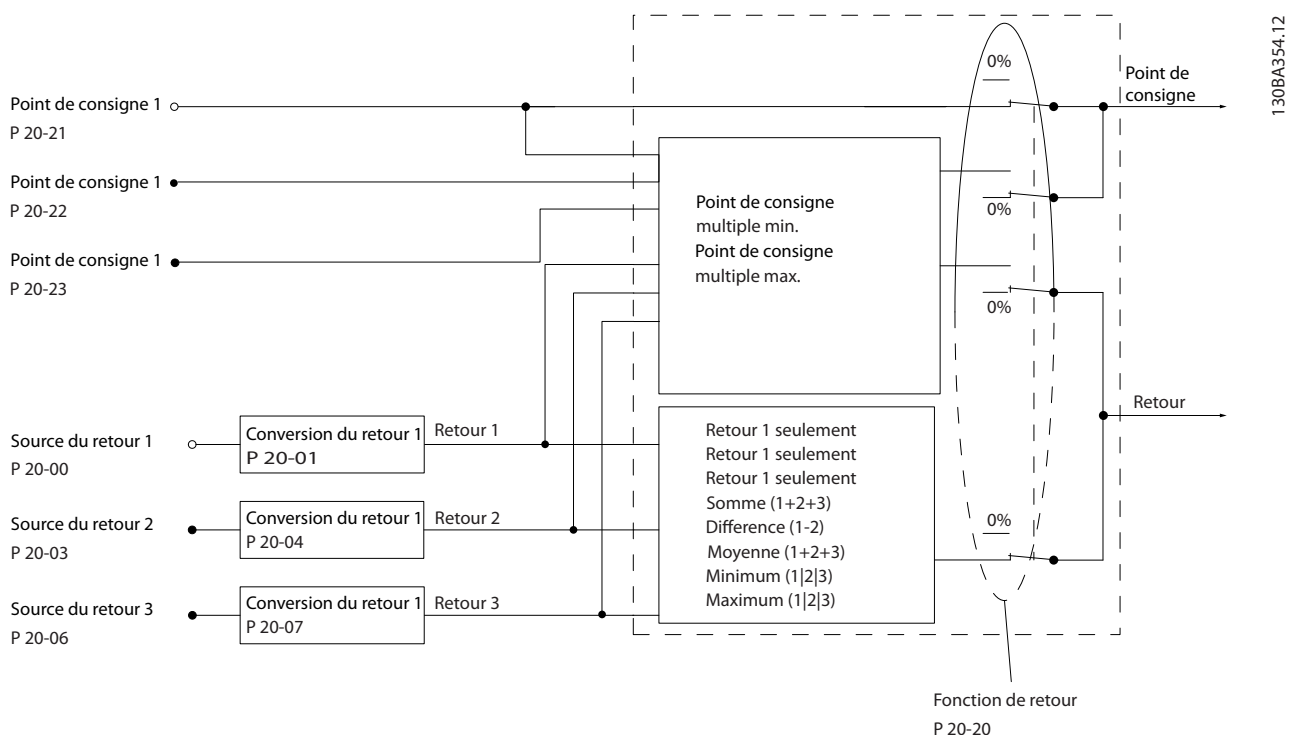 130BA354.12
0%
Point de
consigne
Point de consigne 1
P 20-21
Point de consigne 1
P 20-22
Point de consigne 1
P 20-23
Point de consigne
multiple min.
Point de consigne
multiple max.
0%
0%
Retour
Source du retour 1
P 20-00
Conversion du retour 1
P 20-01
Retour 1
Source du retour 2
P 20-03
Conversion du retour 1
P 20-04
Retour 2
Source du retour 3
P 20-06
Conversion du retour 1
P 20-07
Retour 3
Retour 1 seulement
Retour 1 seulement
Retour 1 seulement
Somme (1+2+3)
Difference (1-2)
Moyenne (1+2+3)
Minimum (1|2|3)
Maximum (1|2|3)
0%
Fonction de retour
P 20-20